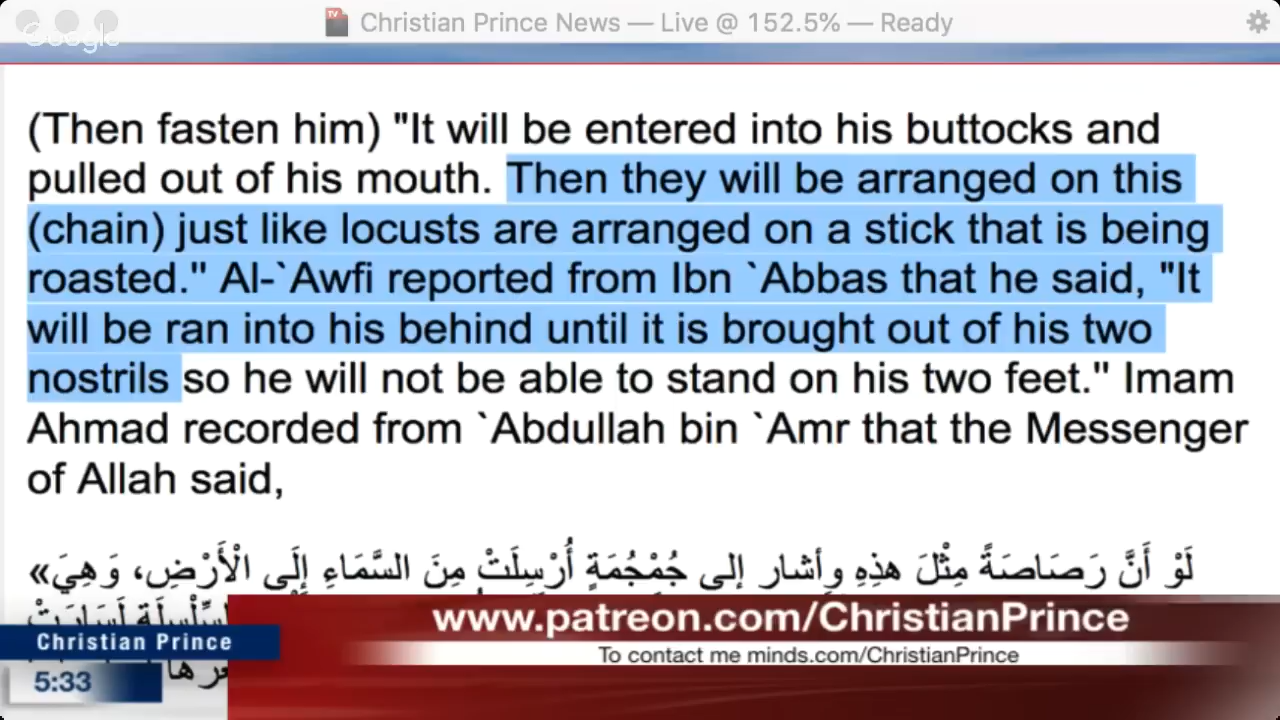 Christian Prince News — Live @ 152.5% — Ready
Google
(Then fasten him) "It will be entered into his buttocks and
pulled out of his mouth. Then they will be arranged on this
(chain) just like locusts are arranged on a stick that is being
roasted." Al-`Awfi reported from Ibn `Abbas that he said, "It
will be ran into his behind until it is brought out of his two
nostrils so he will not be able to stand on his two feet." Imam
Ahmad recorded from `Abdullah bin `Amr that the Messenger
of Allah said,
«لَوْ أَنَّ رَصَاصَةً مِثْلَ هذِهِ وأشار إلى جُمْجُمَةٍ أُرْسِلَتْ مِنَ السَّمَاءِ إِلَى الْأَرْضِ، وَهِيَ
www.patreon.com/ChristianPrince
To contact me minds.com/ChristianPrince
Christian Prince
5:33